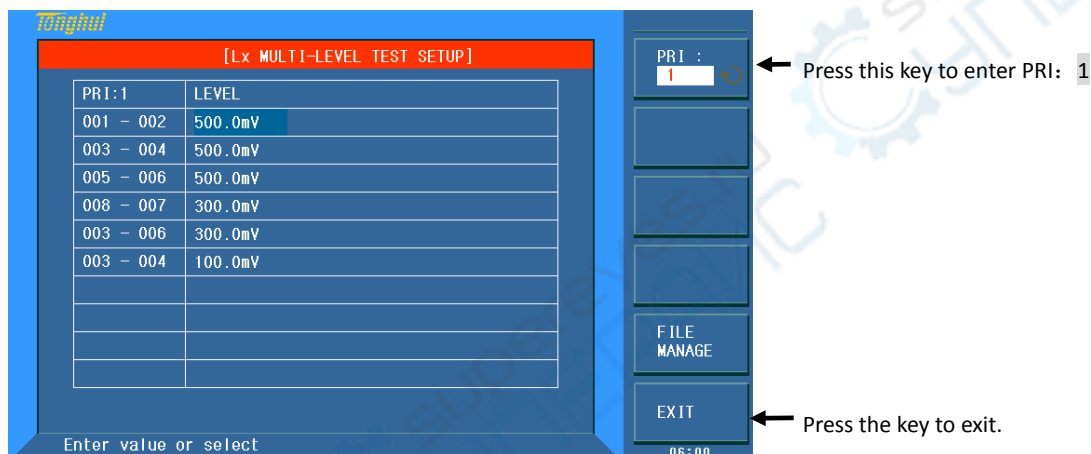 Tonghui
[Lx MULTI-LEVEL TEST SETUP]
PRI:1 LEVEL
001 - 002 500.0mV
003 - 004 500.0mV
005 - 006 500.0mV
008 - 007 300.0mV
003 - 006 300.0mV
003 - 004 100.0mV
Enter value or select
PRI :
1
FILE
MANAGE
EXIT
06:00
Press this key to enter PRI: 1
Press the key to exit.